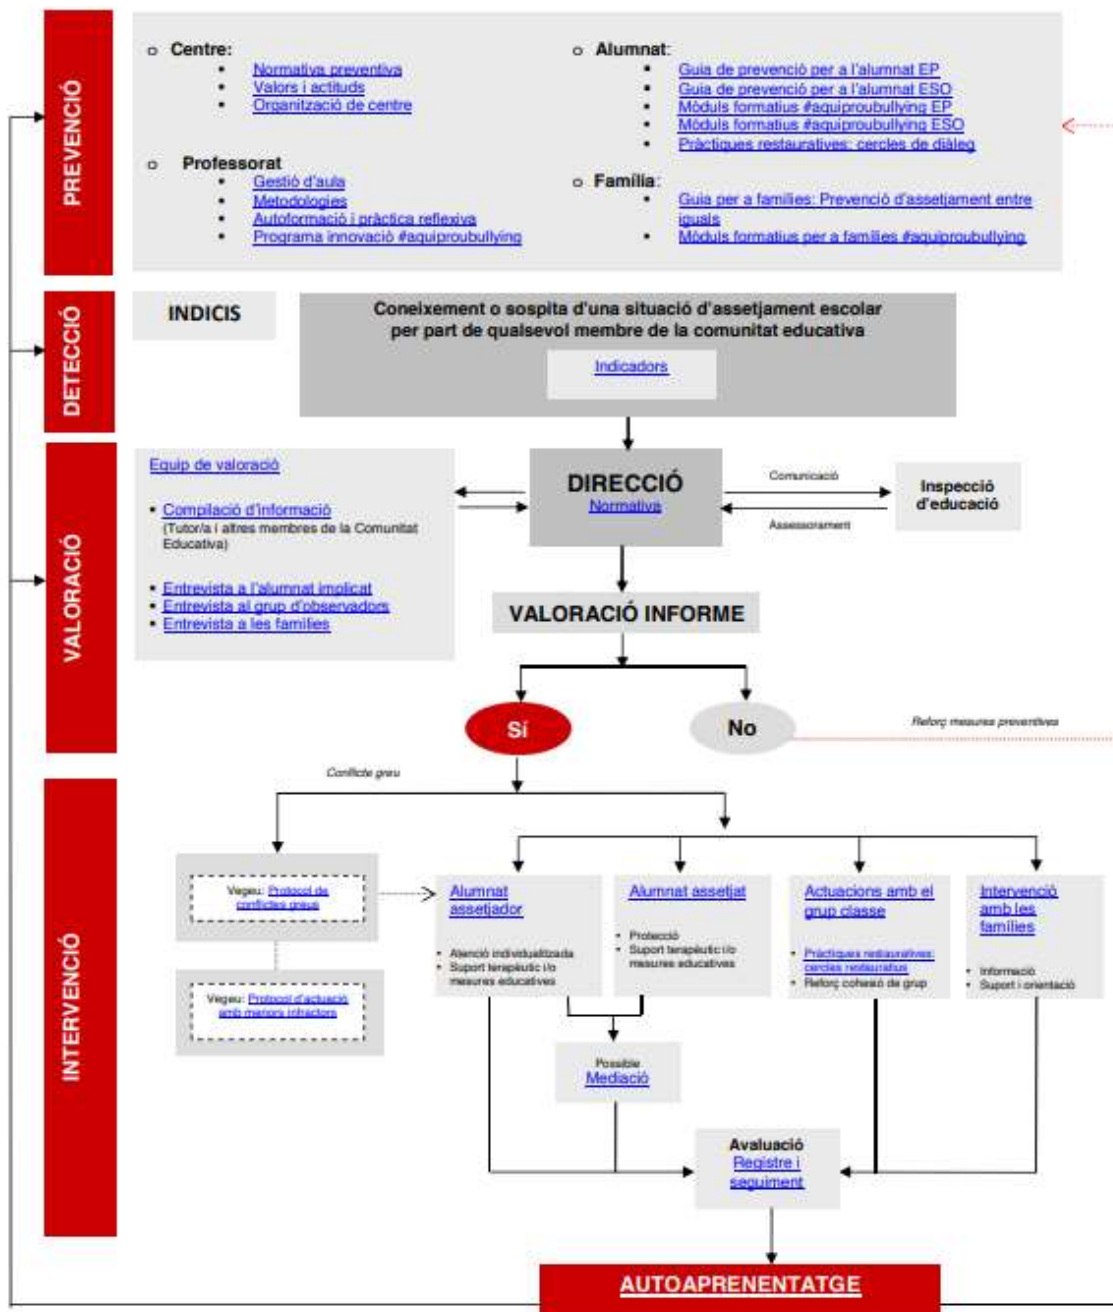 PREVENCIÓ
o Centre:
▪ Normativa preventiva
▪ Valors i actituds
▪ Organització de centre
o Professorat
▪ Gestió d'aula
▪ Metodologies
▪ Autoformació i pràctica reflexiva
▪ Programa innovació #aquiproubullying
o Alumnat:
▪ Guia de prevenció per a l'alumnat EP
▪ Guia de prevenció per a l'alumnat ESO
▪ Mòduls formatius #aquiproubullying EP
▪ Mòduls formatius #aquiproubullying ESO
▪ Pràctiques restauratives: cercles de diàleg
o Família:
▪ Guia per a famílies: Prevenció d'assetjament entre
iguals
▪ Mòduls formatius per a famílies #aquiproubullying
DETECCIÓ
INDICIS
Coneixement o sospita d'una situació d'assetjament escolar
per part de qualsevol membre de la comunitat educativa
Indicadors
VALORACIÓ
Equip de valoració
▪ Compilació d'informació
(Tutor/a i altres membres de la Comunitat
Educativa)
▪ Entrevista a l'alumnat implicat
▪ Entrevista al grup d'observadors
▪ Entrevista a les famílies
DIRECCIÓ
Normativa
Comunicació
Assessorament
Inspecció
d'educació
VALORACIÓ INFORME
Sí
No
Reforç mesures preventives
INTERVENCIÓ
Conflicte greu
Vegeu: Protocol de
conflictes greus
Vegeu: Protocol d'actuació
amb menors infractors
Alumnat
assetjador
• Atenció individualitzada
• Suport terapèutic i/o
mesures educatives
Alumnat assetjat
• Protecció
• Suport terapèutic i/o
mesures educatives
Actuacions amb el
grup classe
• Pràctiques restauratives:
cercles restauratius
• Reforç cohesió de grup
Intervenció
amb les
famílies
• Informació
• Suport i orientació
Possible
Mediació
Avaluació
Registre i
seguiment
AUTOAPRENENTATGE